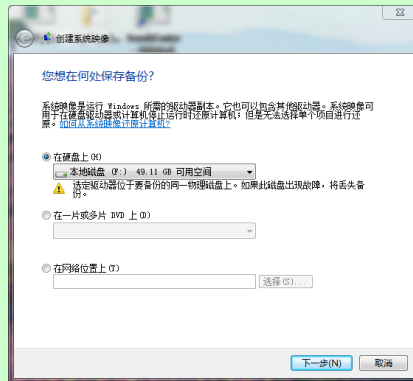 创建系统映像
您想在何处保存备份?
系统映像是运行 Windows 所需的驱动器副本。它也可以包含其他驱动器。系统映像可
用于在硬盘驱动器或计算机停止运行时还原计算机；但是无法选择单个项目进行还
原。如何从系统映像还原计算机?
在硬盘上(H)
本地磁盘 (F:) 49.11 GB 可用空间
选定驱动器位于要备份的同一物理磁盘上。如果此磁盘出现故障，将丢失备
份。
在一片或多片 DVD 上(D)
在网络位置上(T)
选择(S)...
下一步(N)
取消